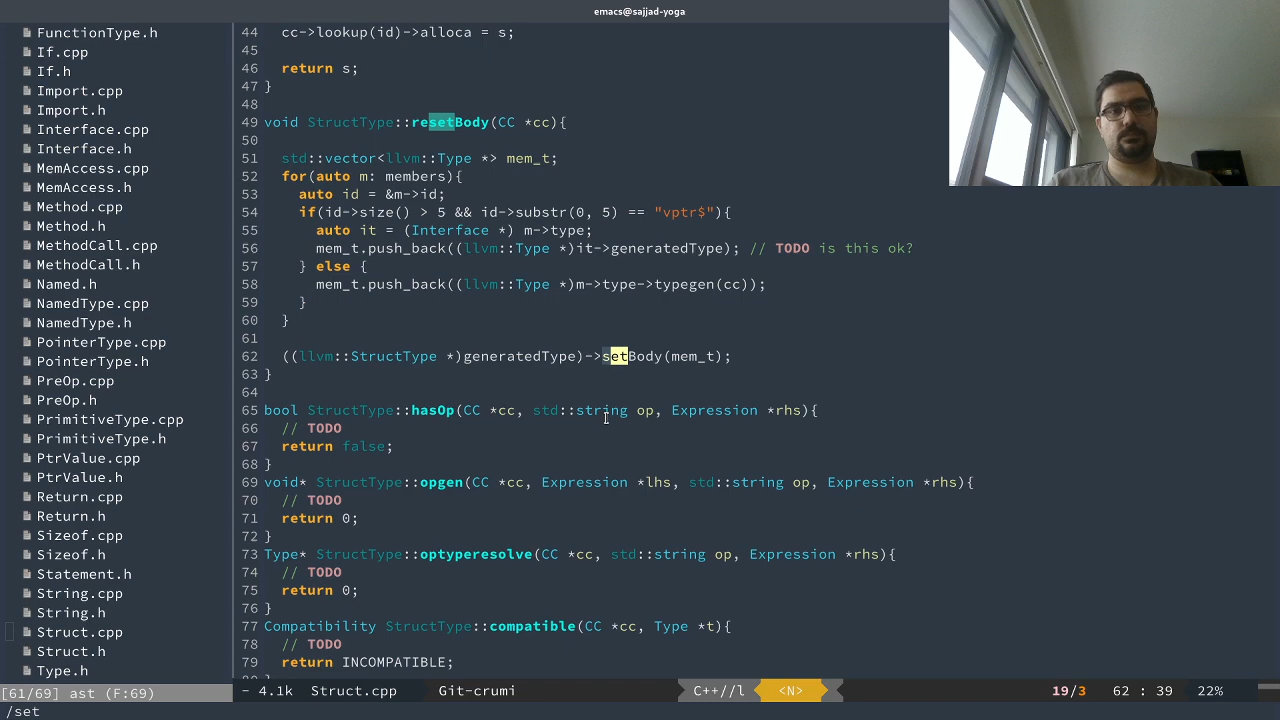 emacs@sajjad-yoga
FunctionType.h
If.cpp
If.h
Import.cpp
Import.h
Interface.cpp
Interface.h
MemAccess.cpp
MemAccess.h
Method.cpp
Method.h
MethodCall.cpp
MethodCall.h
Named.h
NamedType.cpp
NamedType.h
PointerType.cpp
PointerType.h
PreOp.cpp
PreOp.h
PrimitiveType.cpp
PrimitiveType.h
PtrValue.cpp
PtrValue.h
Return.cpp
Return.h
Sizeof.cpp
Sizeof.h
Statement.h
String.cpp
String.h
Struct.cpp
Struct.h
Type.h
[61/69] ast (F:69)
44   cc->lookup(id)->alloca = s;
45
46   return s;
47 }
48
49 void StructType::resetBody(CC *cc){
50
51   std::vector<llvm::Type *> mem_t;
52   for(auto m: members){
53     auto id = &m->id;
54     if(id->size() > 5 && id->substr(0, 5) == "vptr$"){
55       auto it = (Interface *) m->type;
56       mem_t.push_back((llvm::Type *)it->generatedType); // TODO is this ok?
57     } else {
58       mem_t.push_back((llvm::Type *)m->type->typegen(cc));
59     }
60   }
61
62   ((llvm::StructType *)generatedType)->setBody(mem_t);
63 }
64
65 bool StructType::hasOp(CC *cc, std::string op, Expression *rhs){
66   // TODO
67   return false;
68 }
69 void* StructType::opgen(CC *cc, Expression *lhs, std::string op, Expression *rhs){
70   // TODO
71   return 0;
72 }
73 Type* StructType::optyperesolve(CC *cc, std::string op, Expression *rhs){
74   // TODO
75   return 0;
76 }
77 Compatibility StructType::compatible(CC *cc, Type *t){
78   // TODO
79   return INCOMPATIBLE;
- 4.1k Struct.cpp Git-crumi C++//l <N> 19/3 62 : 39 22%
/set